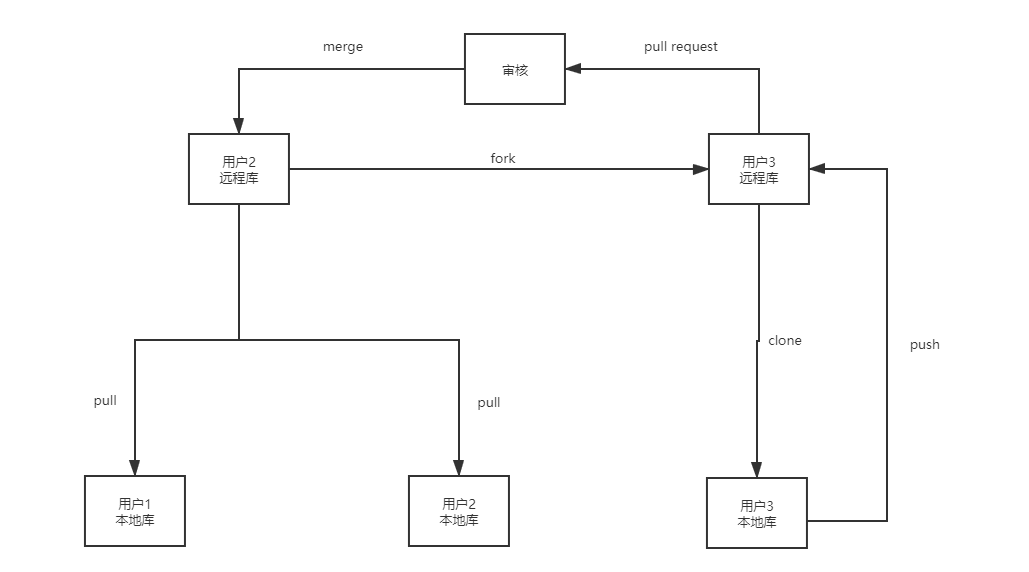 merge
审核
pull request
用户2
远程库
fork
用户3
远程库
clone
push
pull
pull
用户1
本地库
用户2
本地库
用户3
本地库